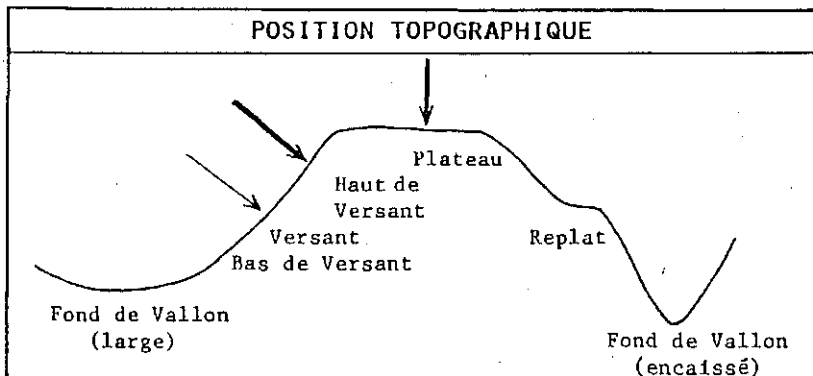 POSITION TOPOGRAPHIQUE
Plateau
Haut de
Versant
Versant
Bas de Versant
Replat
Fond de Vallon
(large)
Fond de Vallon
(encaissé)